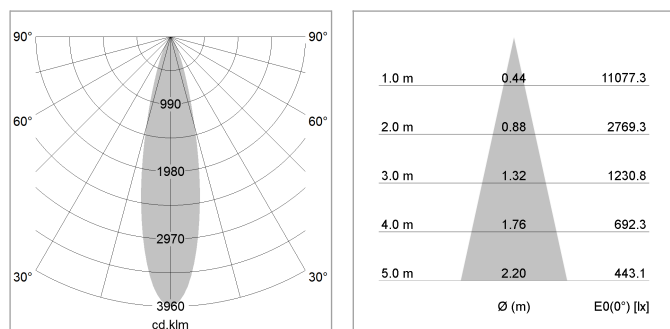 90° 90°
990
60° 60°
1980
2970
30° 30°
3960
cd.klm
1.0 m 0.44 11077.3
2.0 m 0.88 2769.3
3.0 m 1.32 1230.8
4.0 m 1.76 692.3
5.0 m 2.20 443.1
Ø (m) E0(0°) [lx]